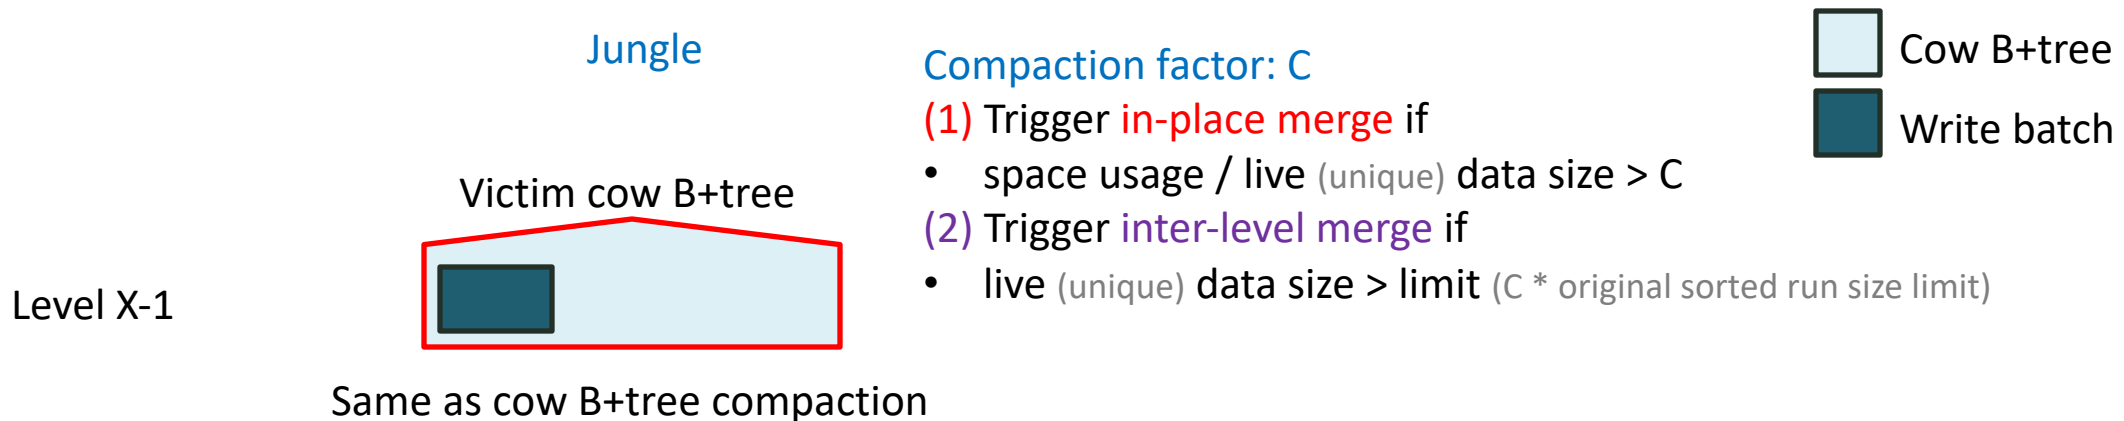 Jungle
Compaction factor: C
(1) Trigger in-place merge if
• space usage / live (unique) data size > C
(2) Trigger inter-level merge if
• live (unique) data size > limit (C * original sorted run size limit)
Cow B+tree
Write batch
Victim cow B+tree
Level X-1
Same as cow B+tree compaction